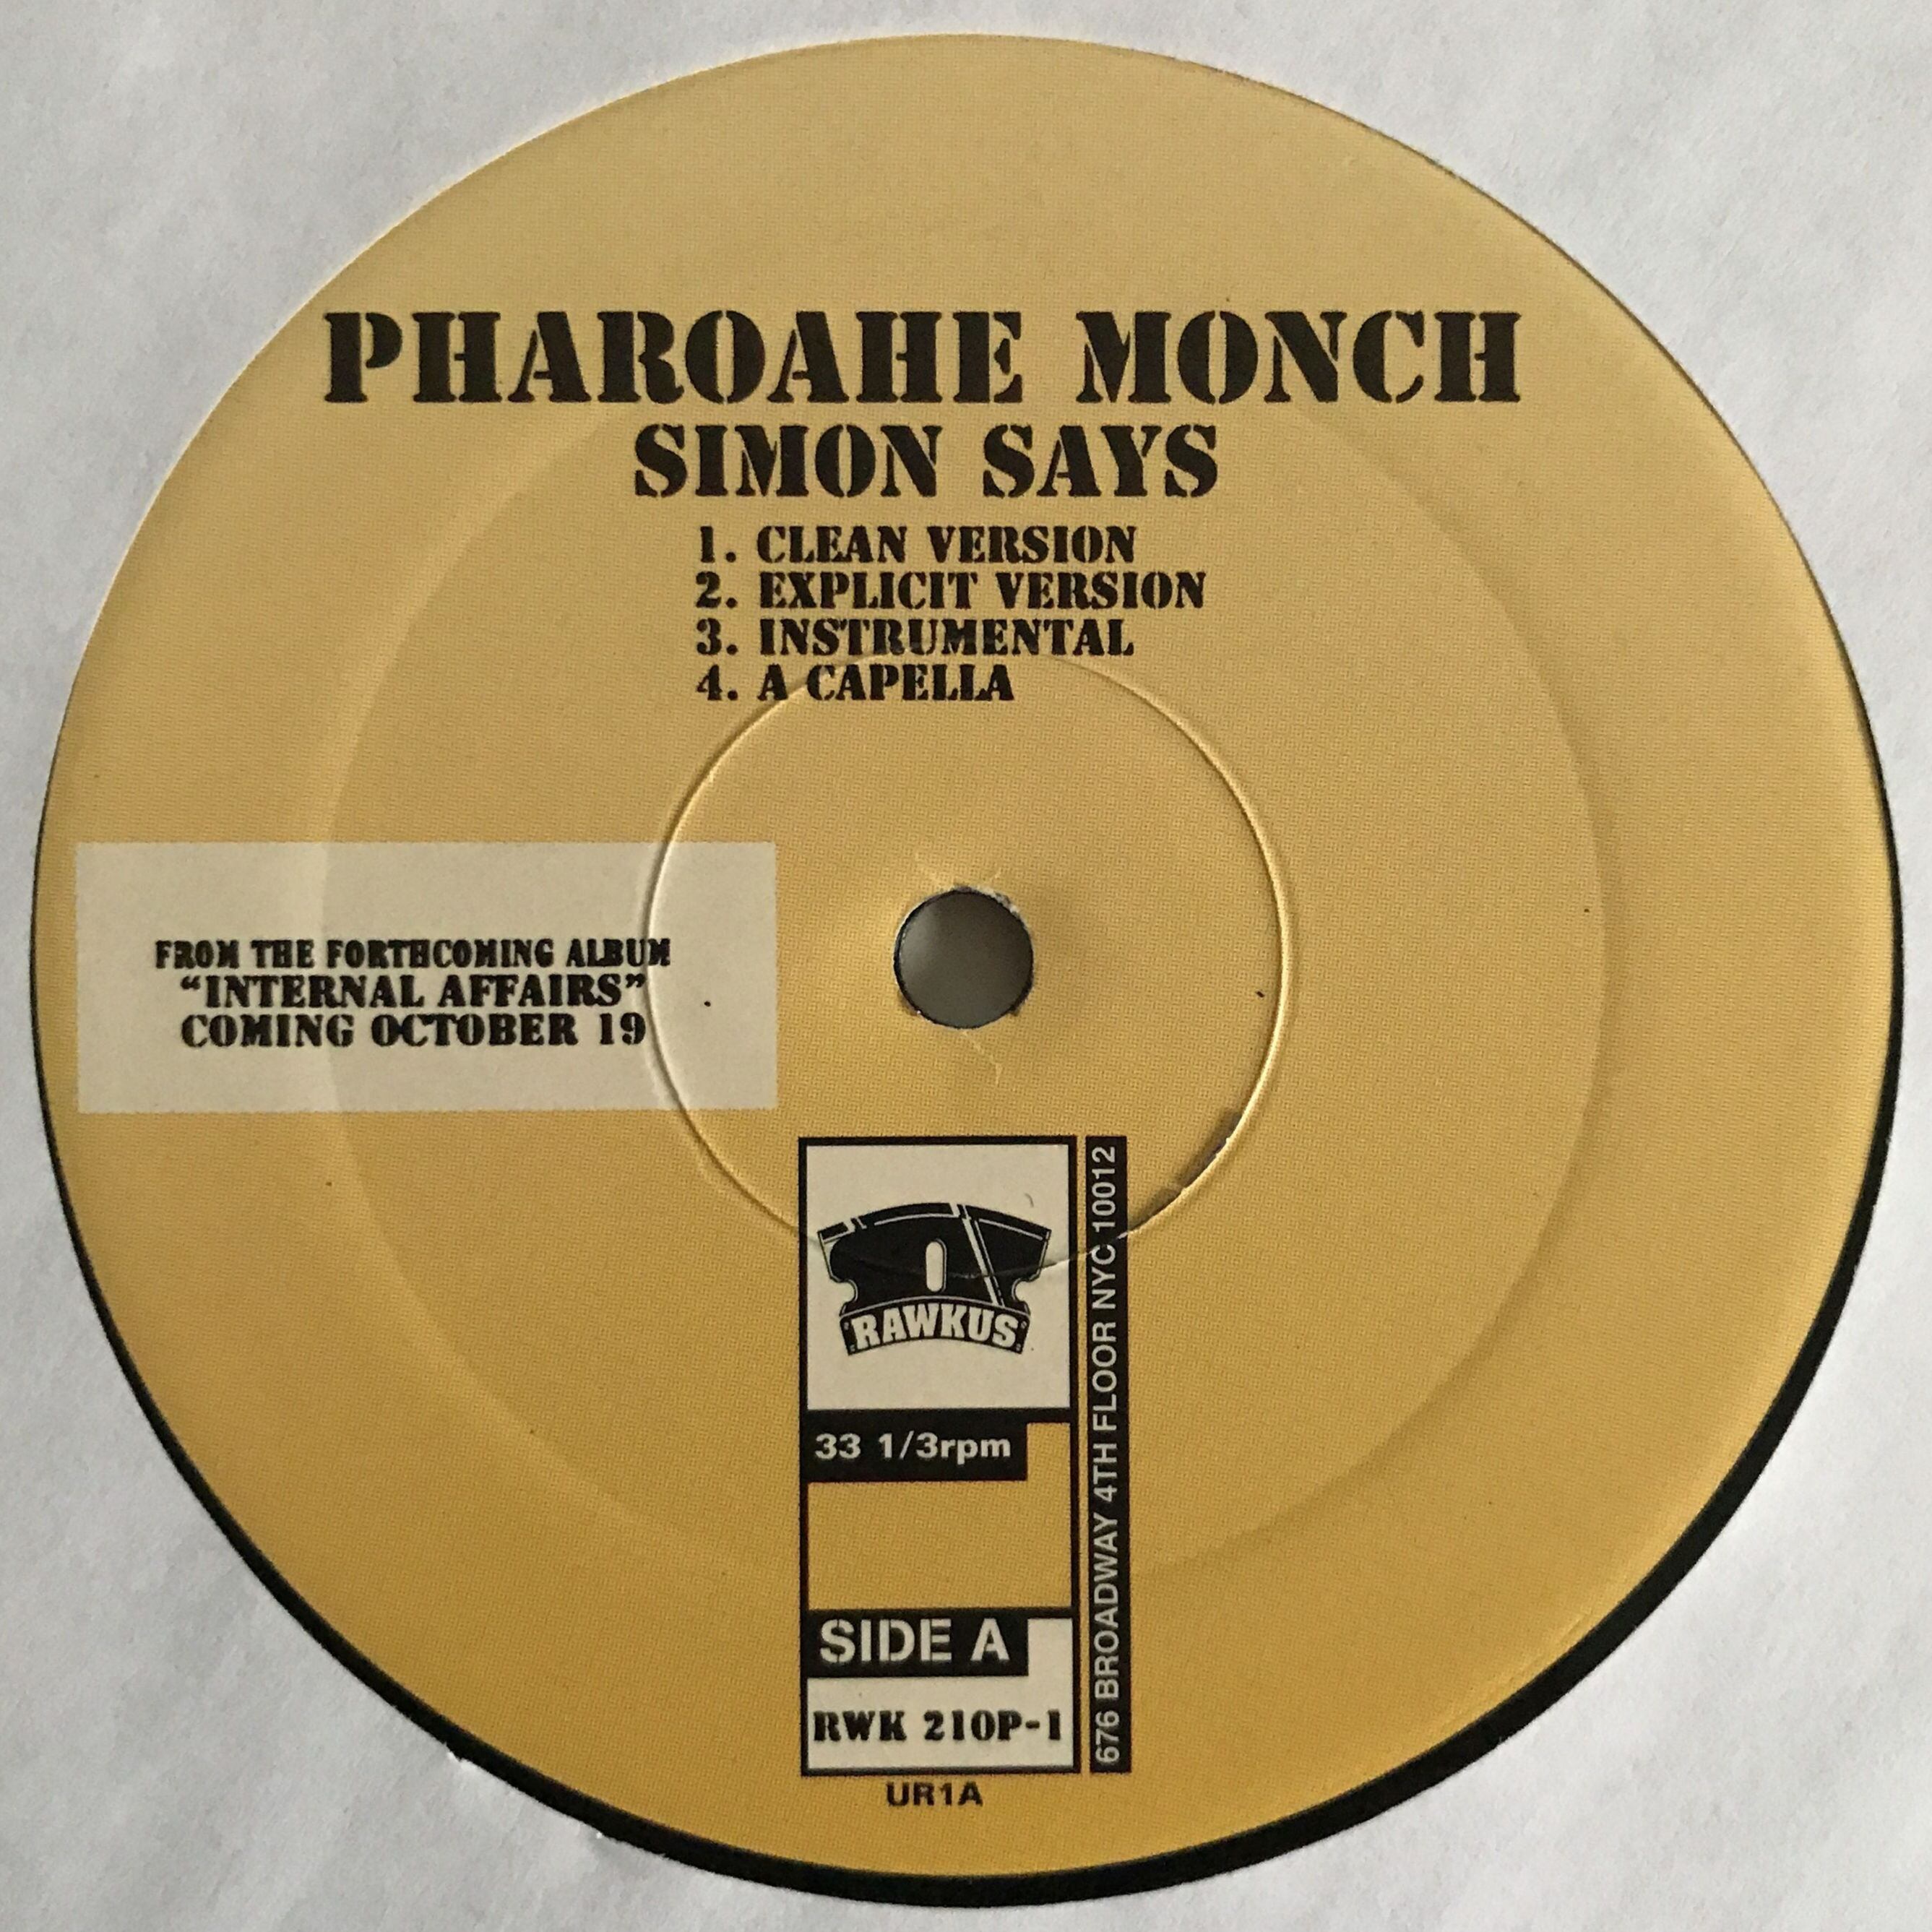 PHAROAHE MONCH
SIMON SAYS
1. CLEAN VERSION
2. EXPLICIT VERSION
3. INSTRUMENTAL
4. A CAPELLA
FROM THE FORTHCOMING ALBUM
“INTERNAL AFFAIRS”
COMING OCTOBER 19
RAWKUS
33 1/3rpm
SIDE A
RWK 210P-1
676 BROADWAY 4TH FLOOR NYC 10012
UR1A